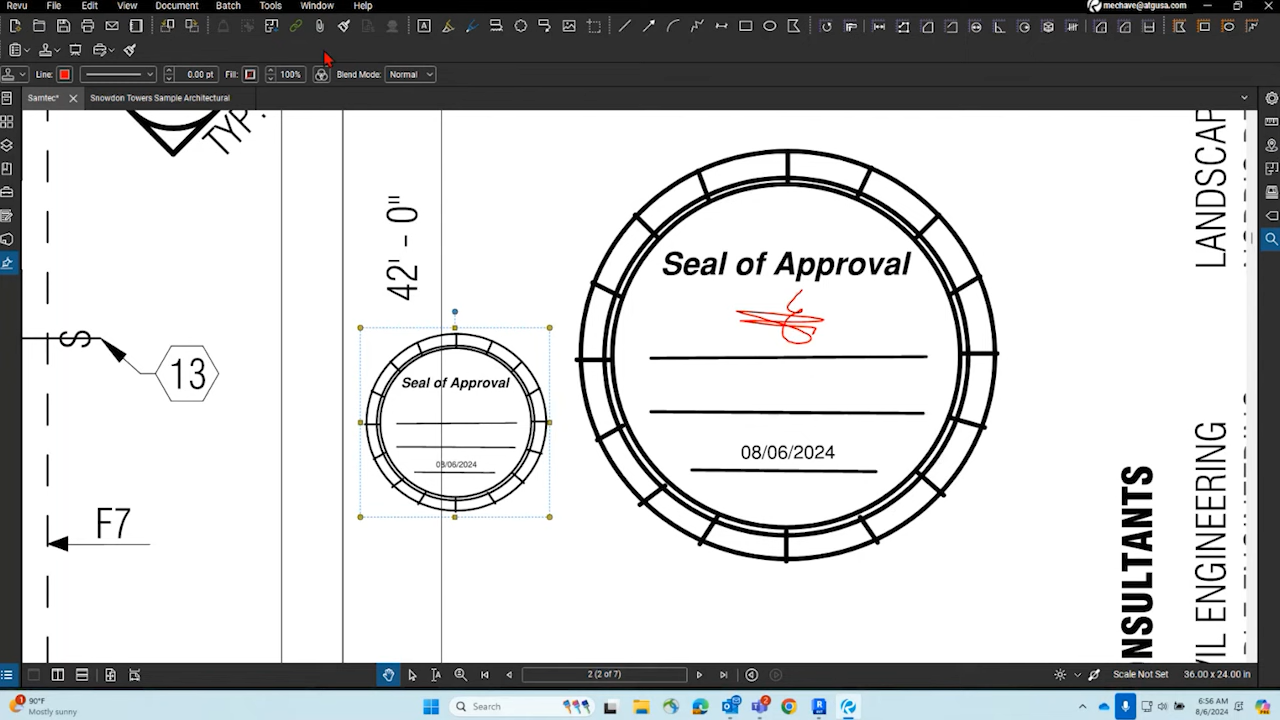 Revu File Edit View Document Batch Tools Window Help
mechave@atgusa.com
Line: 0.00 pt Fill: 100% Blend Mode: Normal
Samtec* Snowdon Towers Sample Architectural
TYP.
42' - 0"
S
13
F7
Seal of Approval
08/06/2024
Seal of Approval
08/06/2024
LANDSCAP
NSULTANTS
VIL ENGINEERING
2 (2 of 7)
Scale Not Set 36.00 x 24.00 in
90°F
Mostly sunny
Search
6:56 AM
8/6/2024